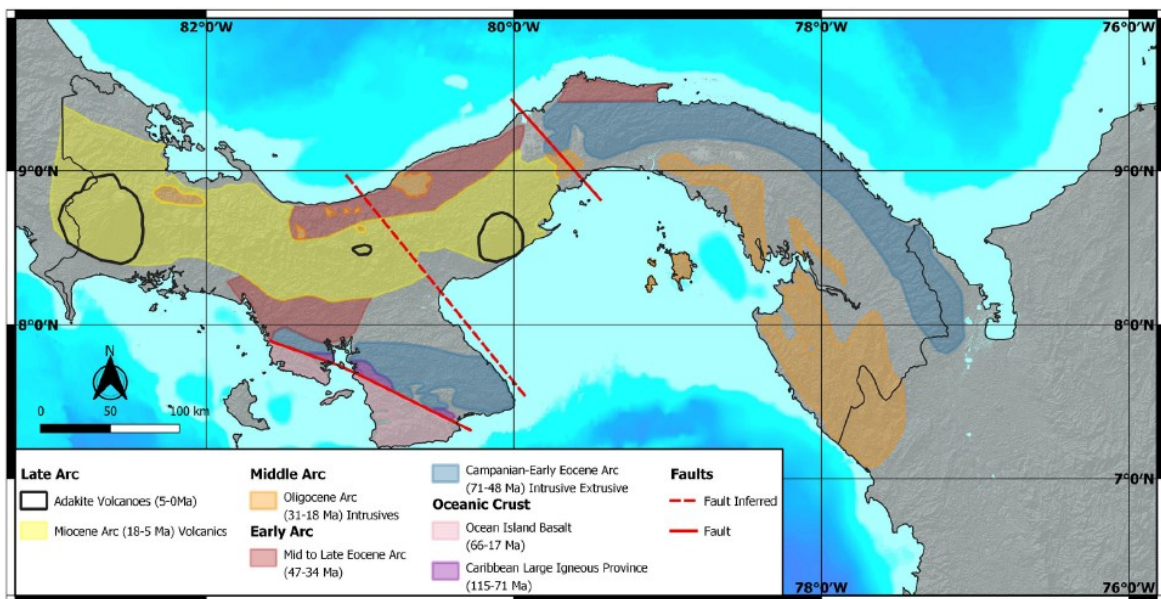 82°0'W 80°0'W 78°0'W 76°0'W
9°0'N 9°0'N
8°0'N 8°0'N
N
0 50 100 km
7°0'N
Late Arc
Adakite Volcanoes (5-0Ma)
Miocene Arc (18-5 Ma) Volcanics
Middle Arc
Oligocene Arc
(31-18 Ma) Intrusives
Early Arc
Mid to Late Eocene Arc
(47-34 Ma)
Campanian-Early Eocene Arc
(71-48 Ma) Intrusive Extrusive
Oceanic Crust
Ocean Island Basalt
(66-17 Ma)
Caribbean Large Igneous Province
(115-71 Ma)
Faults
Fault Inferred
Fault
78°0'W 76°0'W